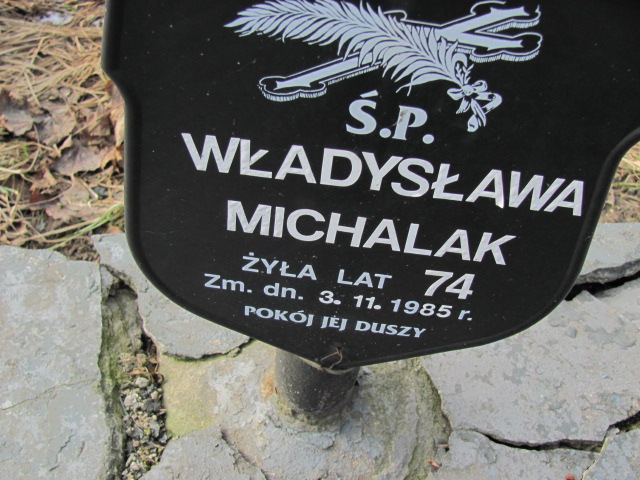 Ś.P.
WŁADYSŁAWA
MICHALAK
ŻYŁA LAT 74
Zm. dn. 3. 11. 1985 r.
POKÓJ JEJ DUSZY